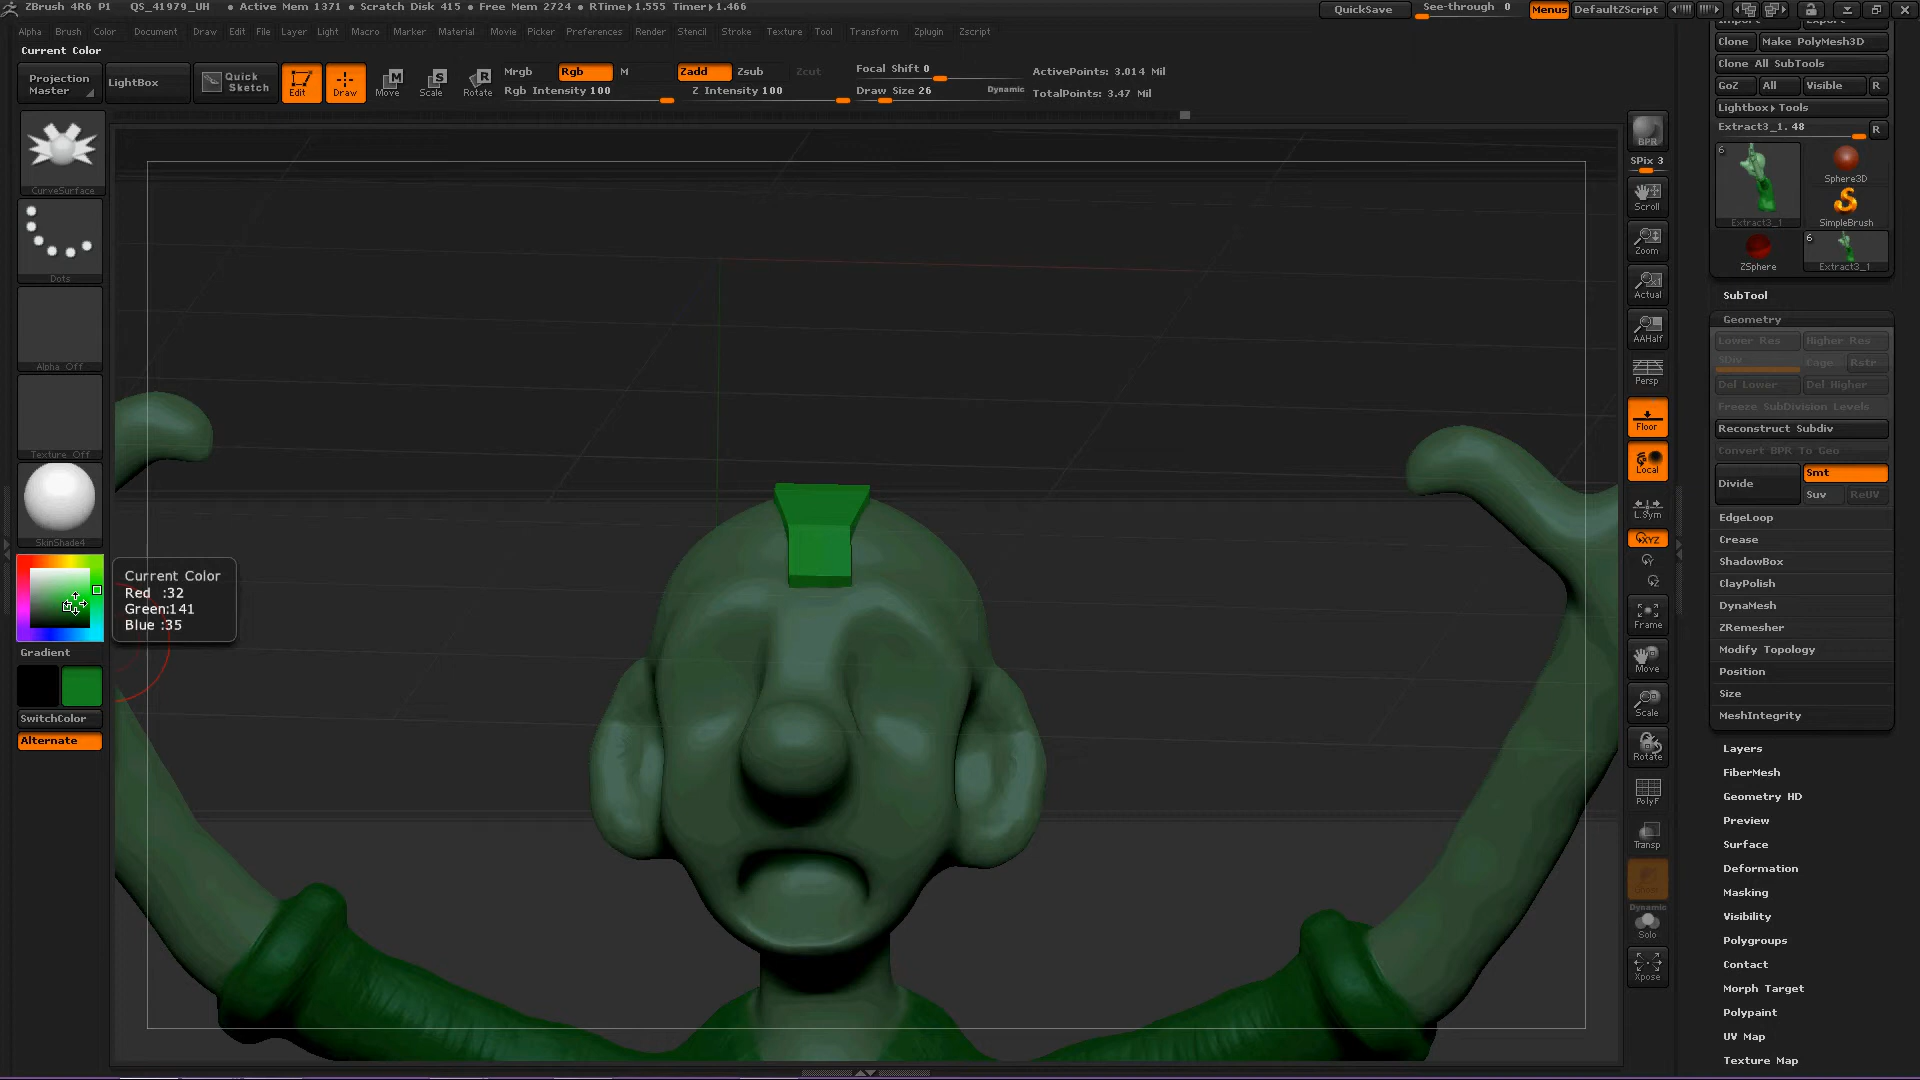 ZBrush 4R6 P1 QS_41979_UH • Active Mem 1371 • Scratch Disk 415 • Free Mem 2724 • RTime▸1.555 Timer▸1.466 QuickSave See-through 0 Menus DefaultZScript
Alpha Brush Color Document Draw Edit File Layer Light Macro Marker Material Movie Picker Preferences Render Stencil Stroke Texture Tool Transform Zplugin Zscript
Current Color
Projection Master
LightBox
Quick Sketch
Edit
Draw
Move
Scale
Rotate
Mrgb Rgb M
Rgb Intensity 100
Zadd Zsub Zcut
Z Intensity 100
Focal Shift 0
Draw Size 26 Dynamic
ActivePoints: 3.014 Mil
TotalPoints: 3.47 Mil
CurveSurface
Dots
Alpha Off
Texture Off
SkinShade4
Current Color
Red :32
Green:141
Blue :35
Gradient
SwitchColor
Alternate
BPR
SPix 3
Scroll
Zoom
Actual
AAHalf
Persp
Floor
Local
L.Sym
XYZ
Y
Z
Frame
Move
Scale
Rotate
PolyF
Transp
Ghost
Dynamic
Solo
Xpose
Import Export
Clone Make PolyMesh3D
Clone All SubTools
GoZ All Visible R
Lightbox▸Tools
Extract3_1. 48 R
6
Extract3_1
Sphere3D
SimpleBrush
ZSphere
6
Extract3_1
SubTool
Geometry
Lower Res Higher Res
SDiv Cage Rstr
Del Lower Del Higher
Freeze SubDivision Levels
Reconstruct Subdiv
Convert BPR To Geo
Divide Smt
Suv ReUV
EdgeLoop
Crease
ShadowBox
ClayPolish
DynaMesh
ZRemesher
Modify Topology
Position
Size
MeshIntegrity
Layers
FiberMesh
Geometry HD
Preview
Surface
Deformation
Masking
Visibility
Polygroups
Contact
Morph Target
Polypaint
UV Map
Texture Map